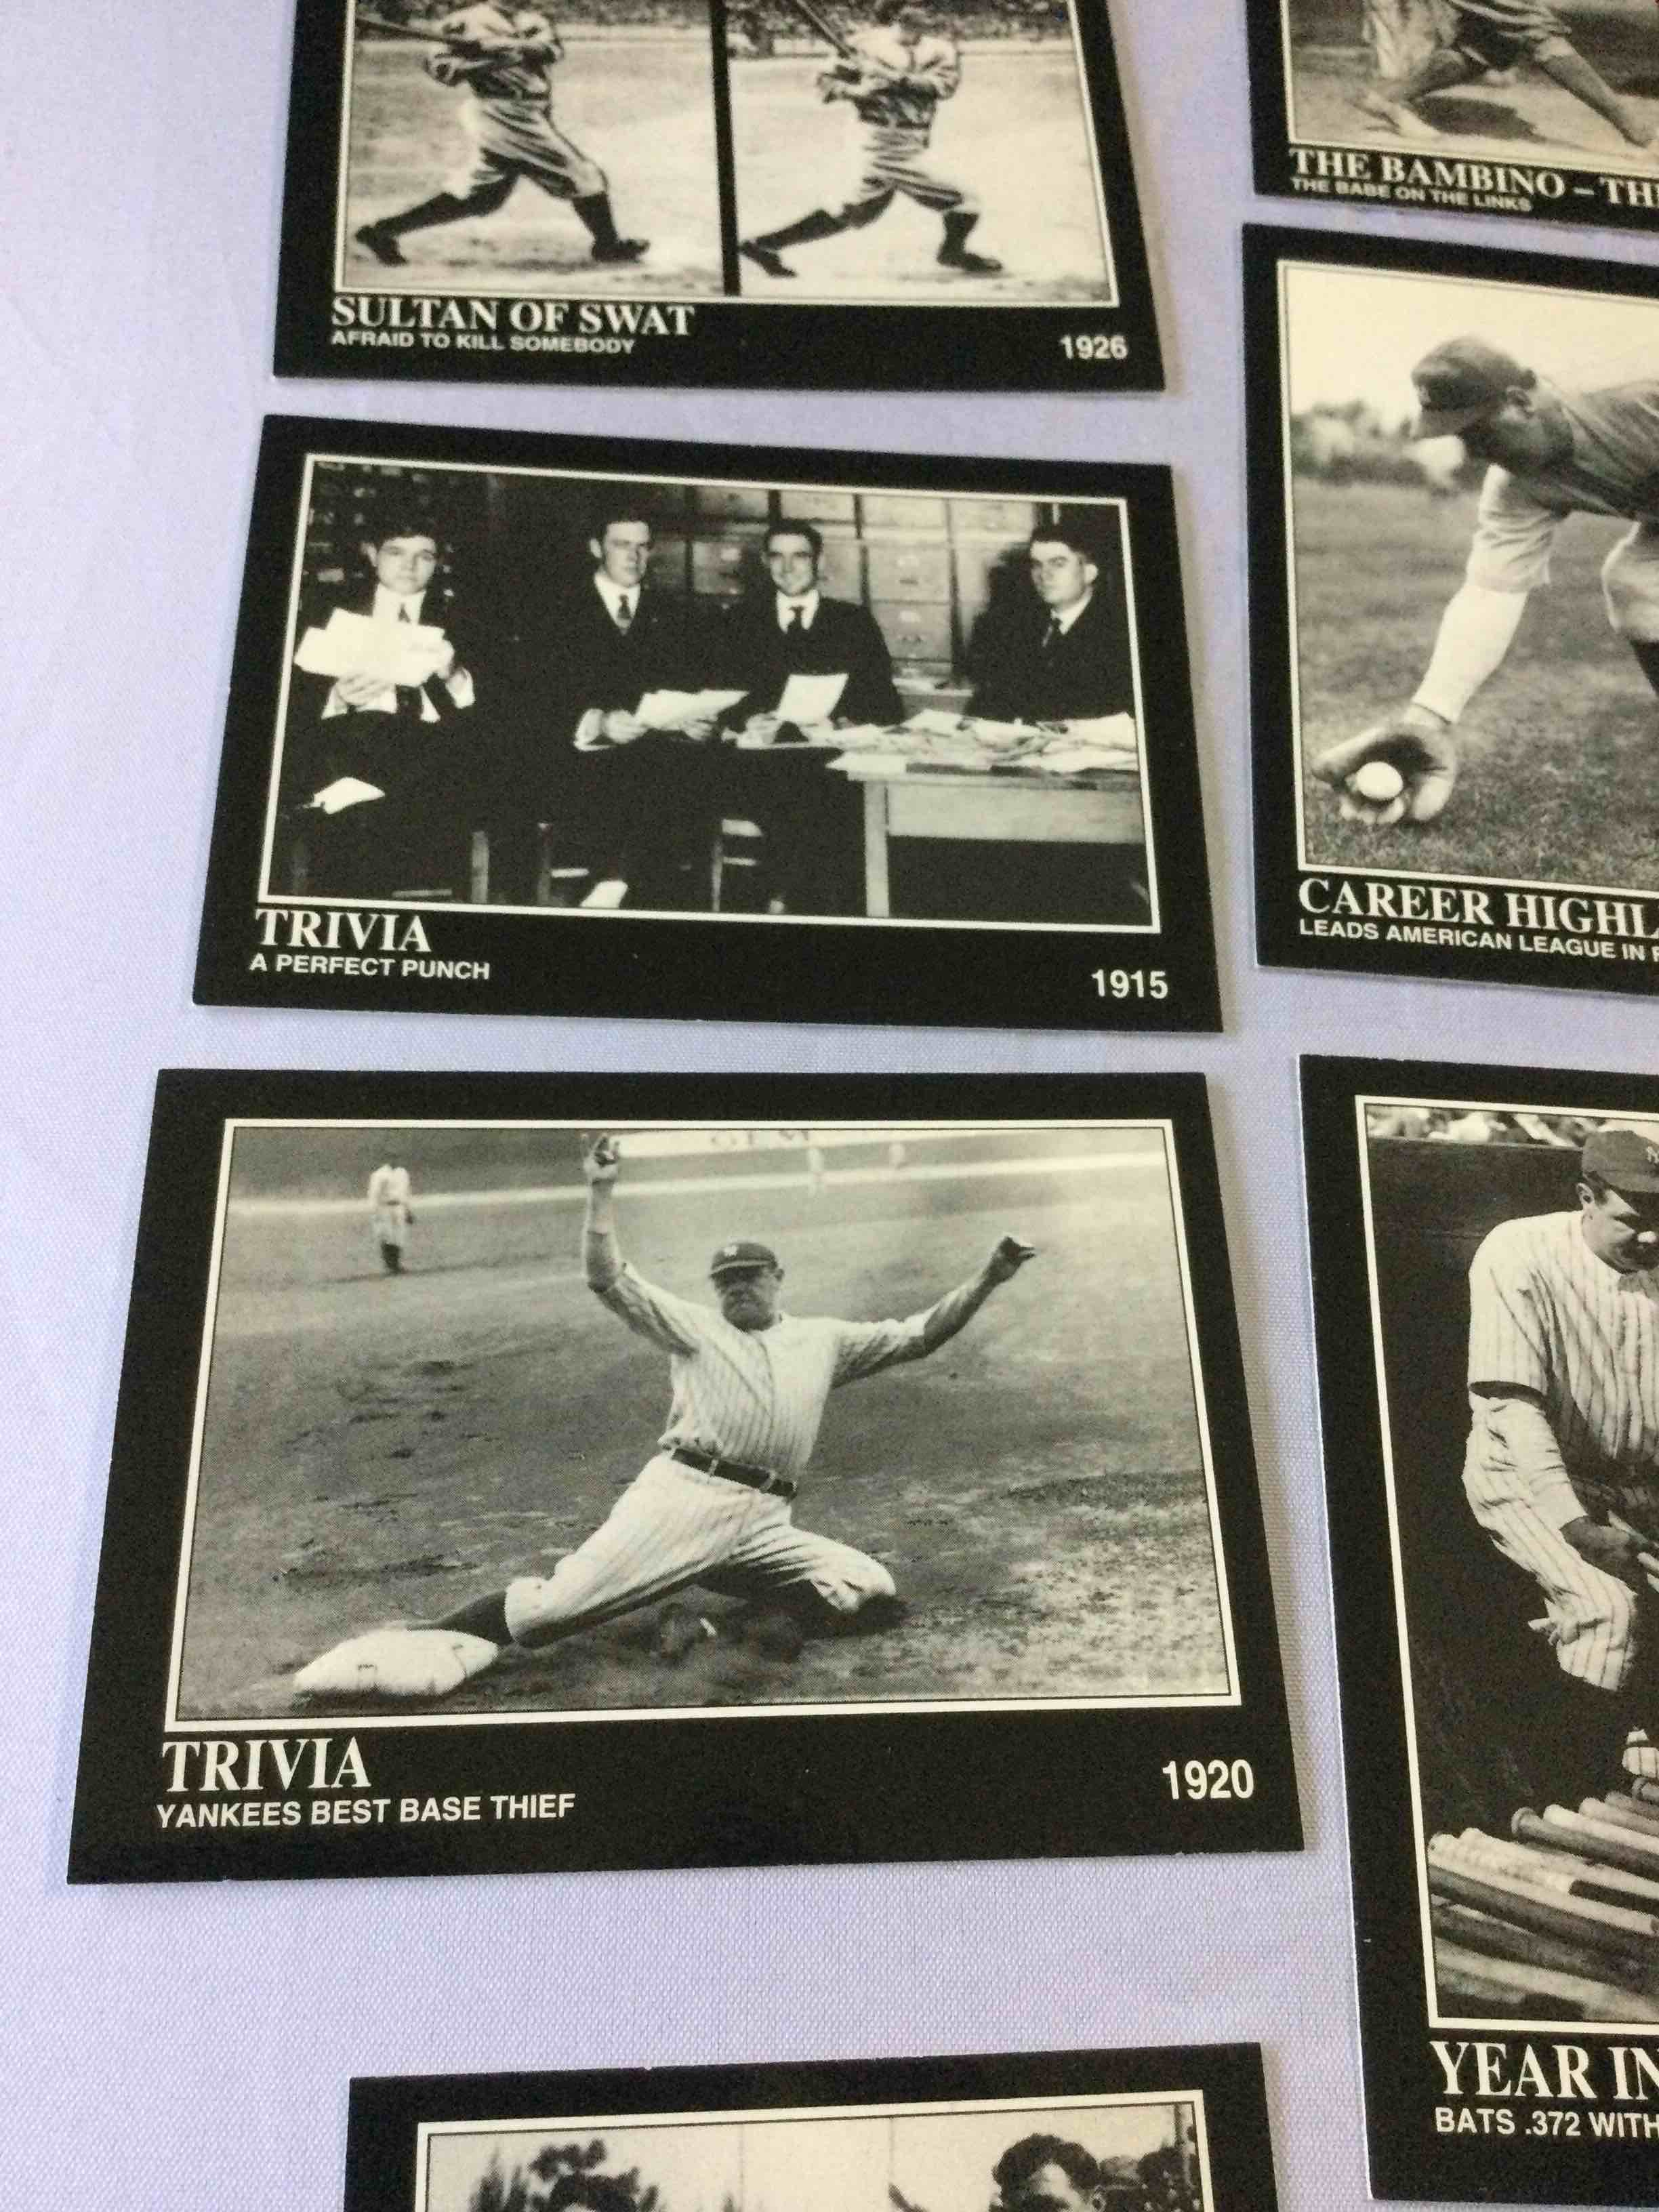 SULTAN OF SWAT
AFRAID TO KILL SOMEBODY
1926
THE BAMBINO – TH
THE BABE ON THE LINKS
TRIVIA
A PERFECT PUNCH
1915
CAREER HIGHL
LEADS AMERICAN LEAGUE IN
TRIVIA
YANKEES BEST BASE THIEF
1920
YEAR IN
BATS .372 WITH